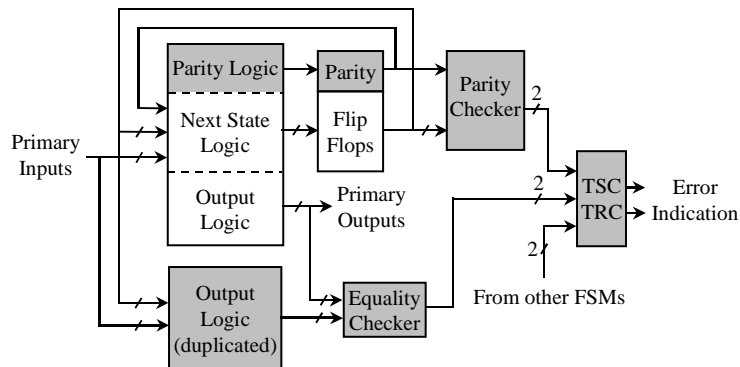 Parity Logic
Parity
Parity
Checker
2
Next State
Logic
Flip
Flops
Primary
Inputs
Output
Logic
Primary
Outputs
2
TSC
TRC
Error
Indication
2
From other FSMs
Output
Logic
(duplicated)
Equality
Checker